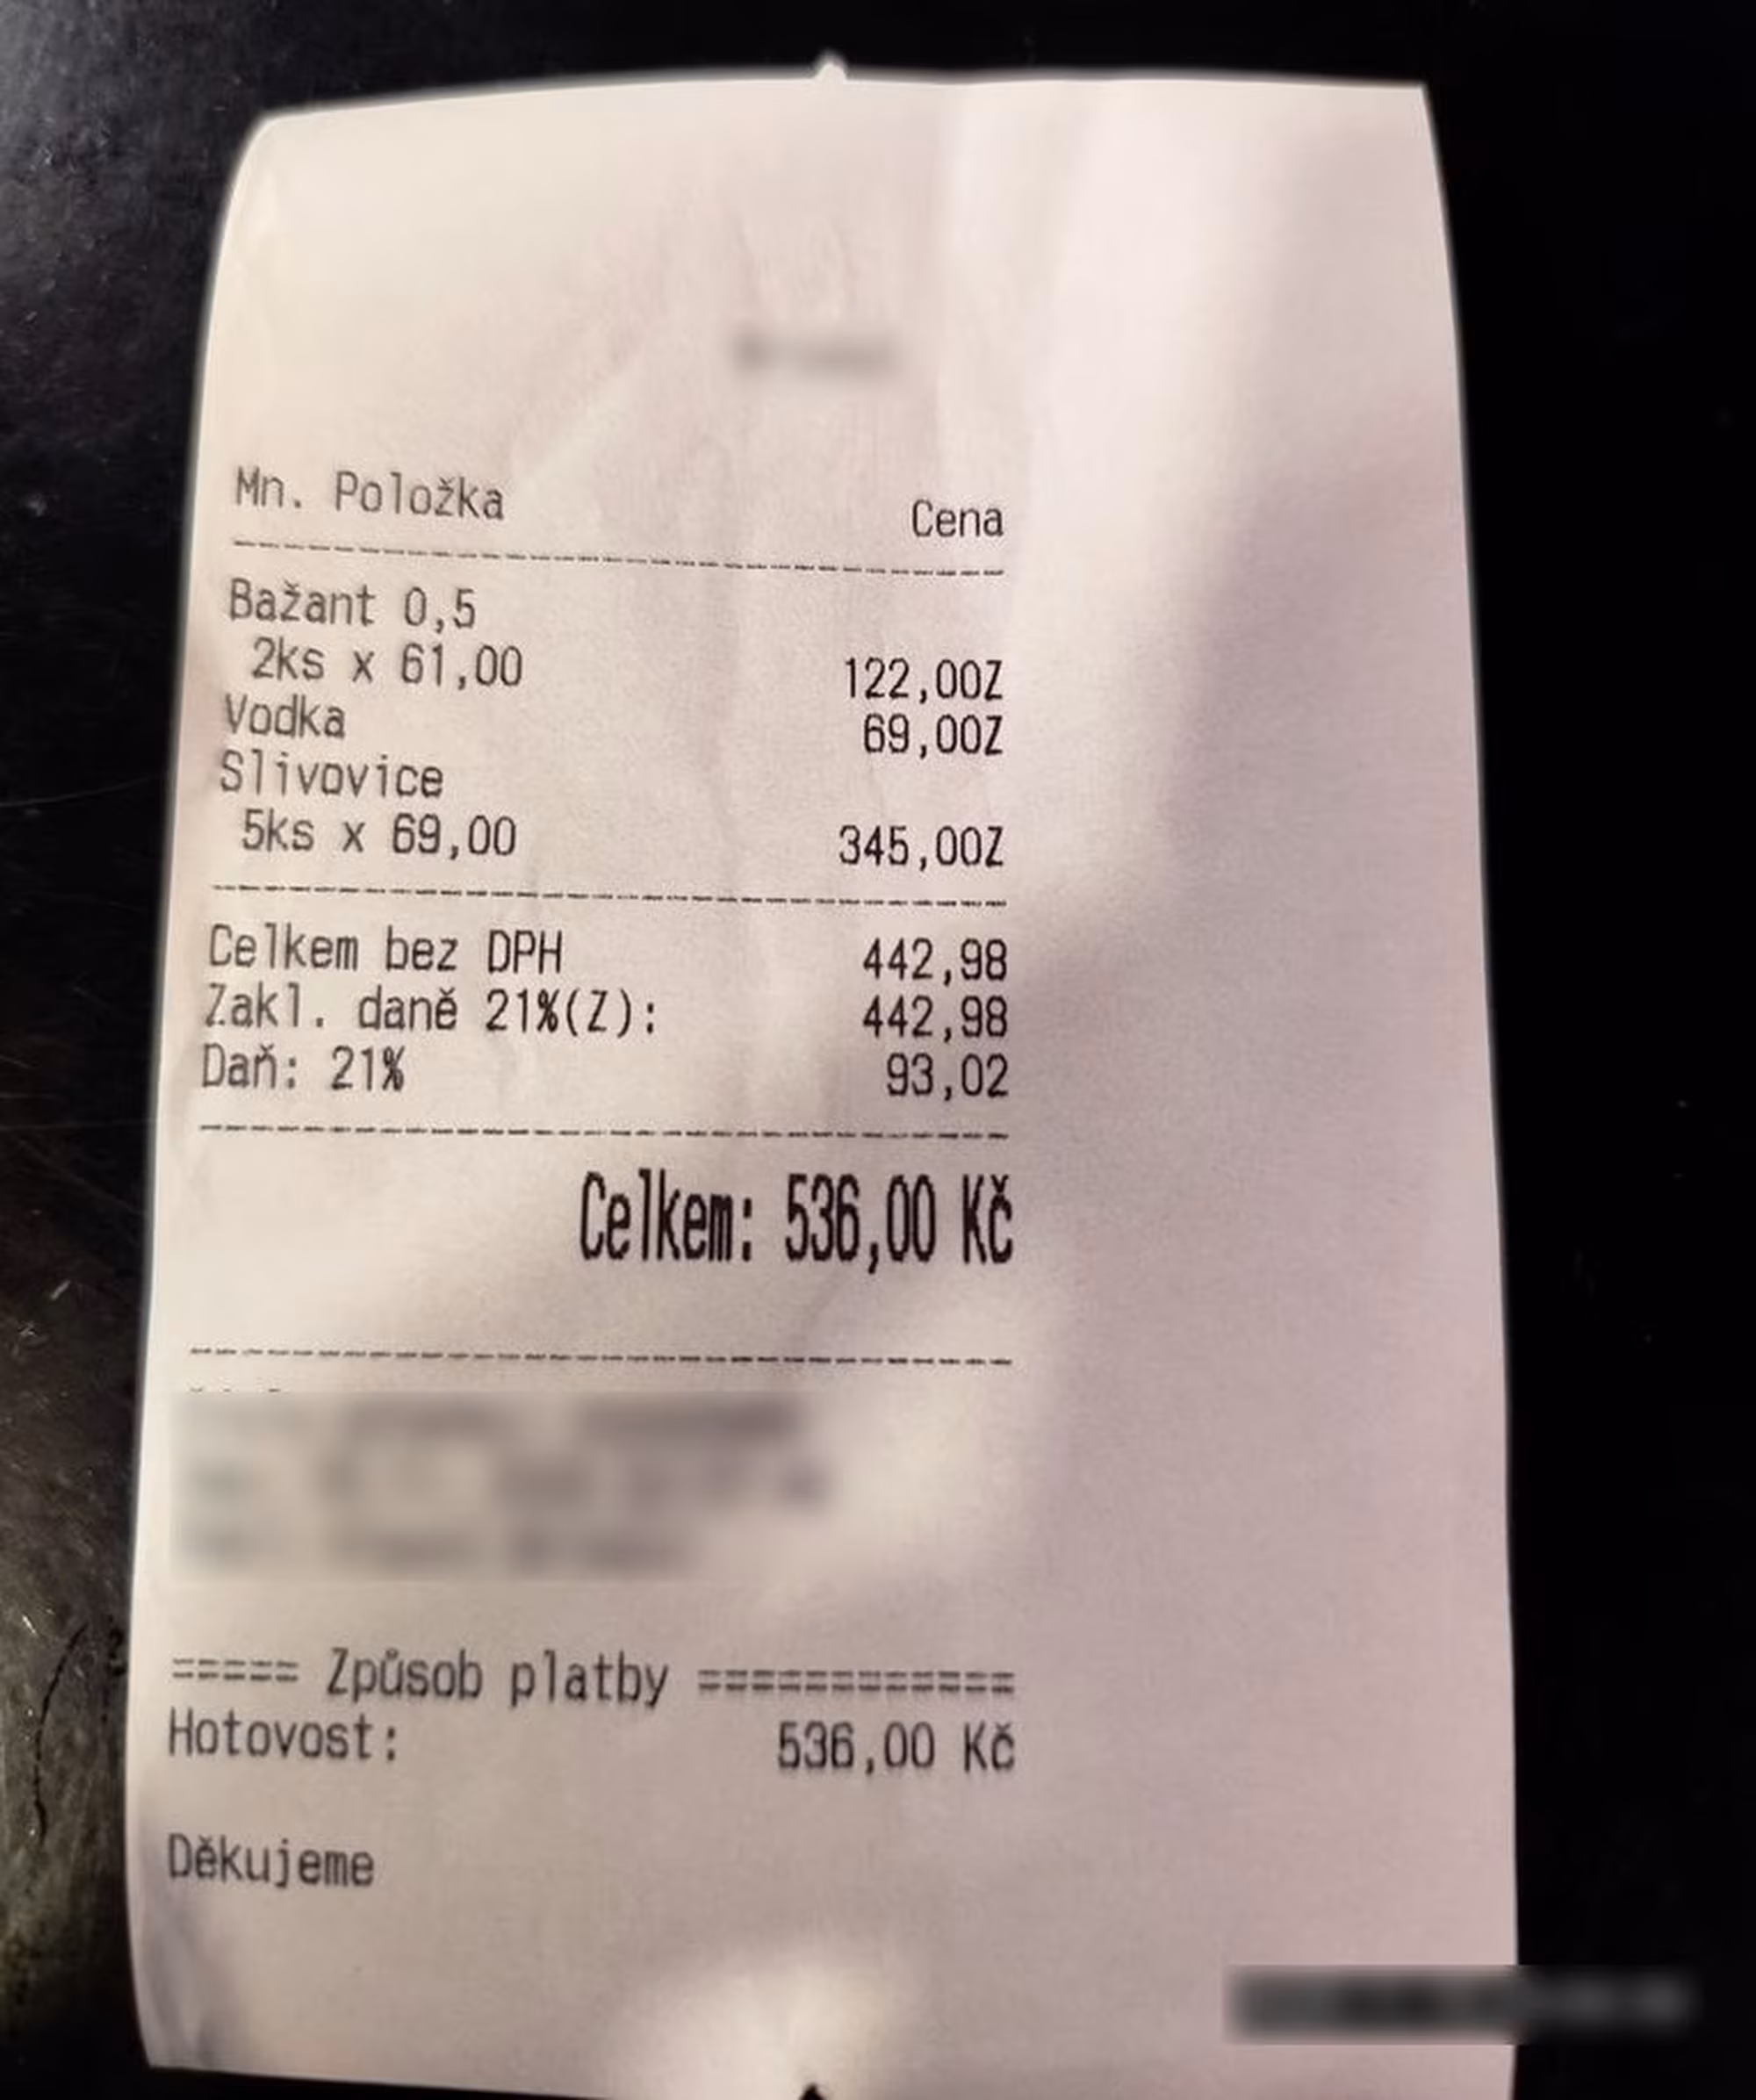 Mn. Položka Cena
Bažant 0,5
2ks x 61,00 122,00Z
Vodka 69,00Z
Slivovice
5ks x 69,00 345,00Z
Celkem bez DPH 442,98
Zakl. daně 21%(Z): 442,98
Daň: 21% 93,02
Celkem: 536,00 Kč
===== Způsob platby ============
Hotovost: 536,00 Kč
Děkujeme